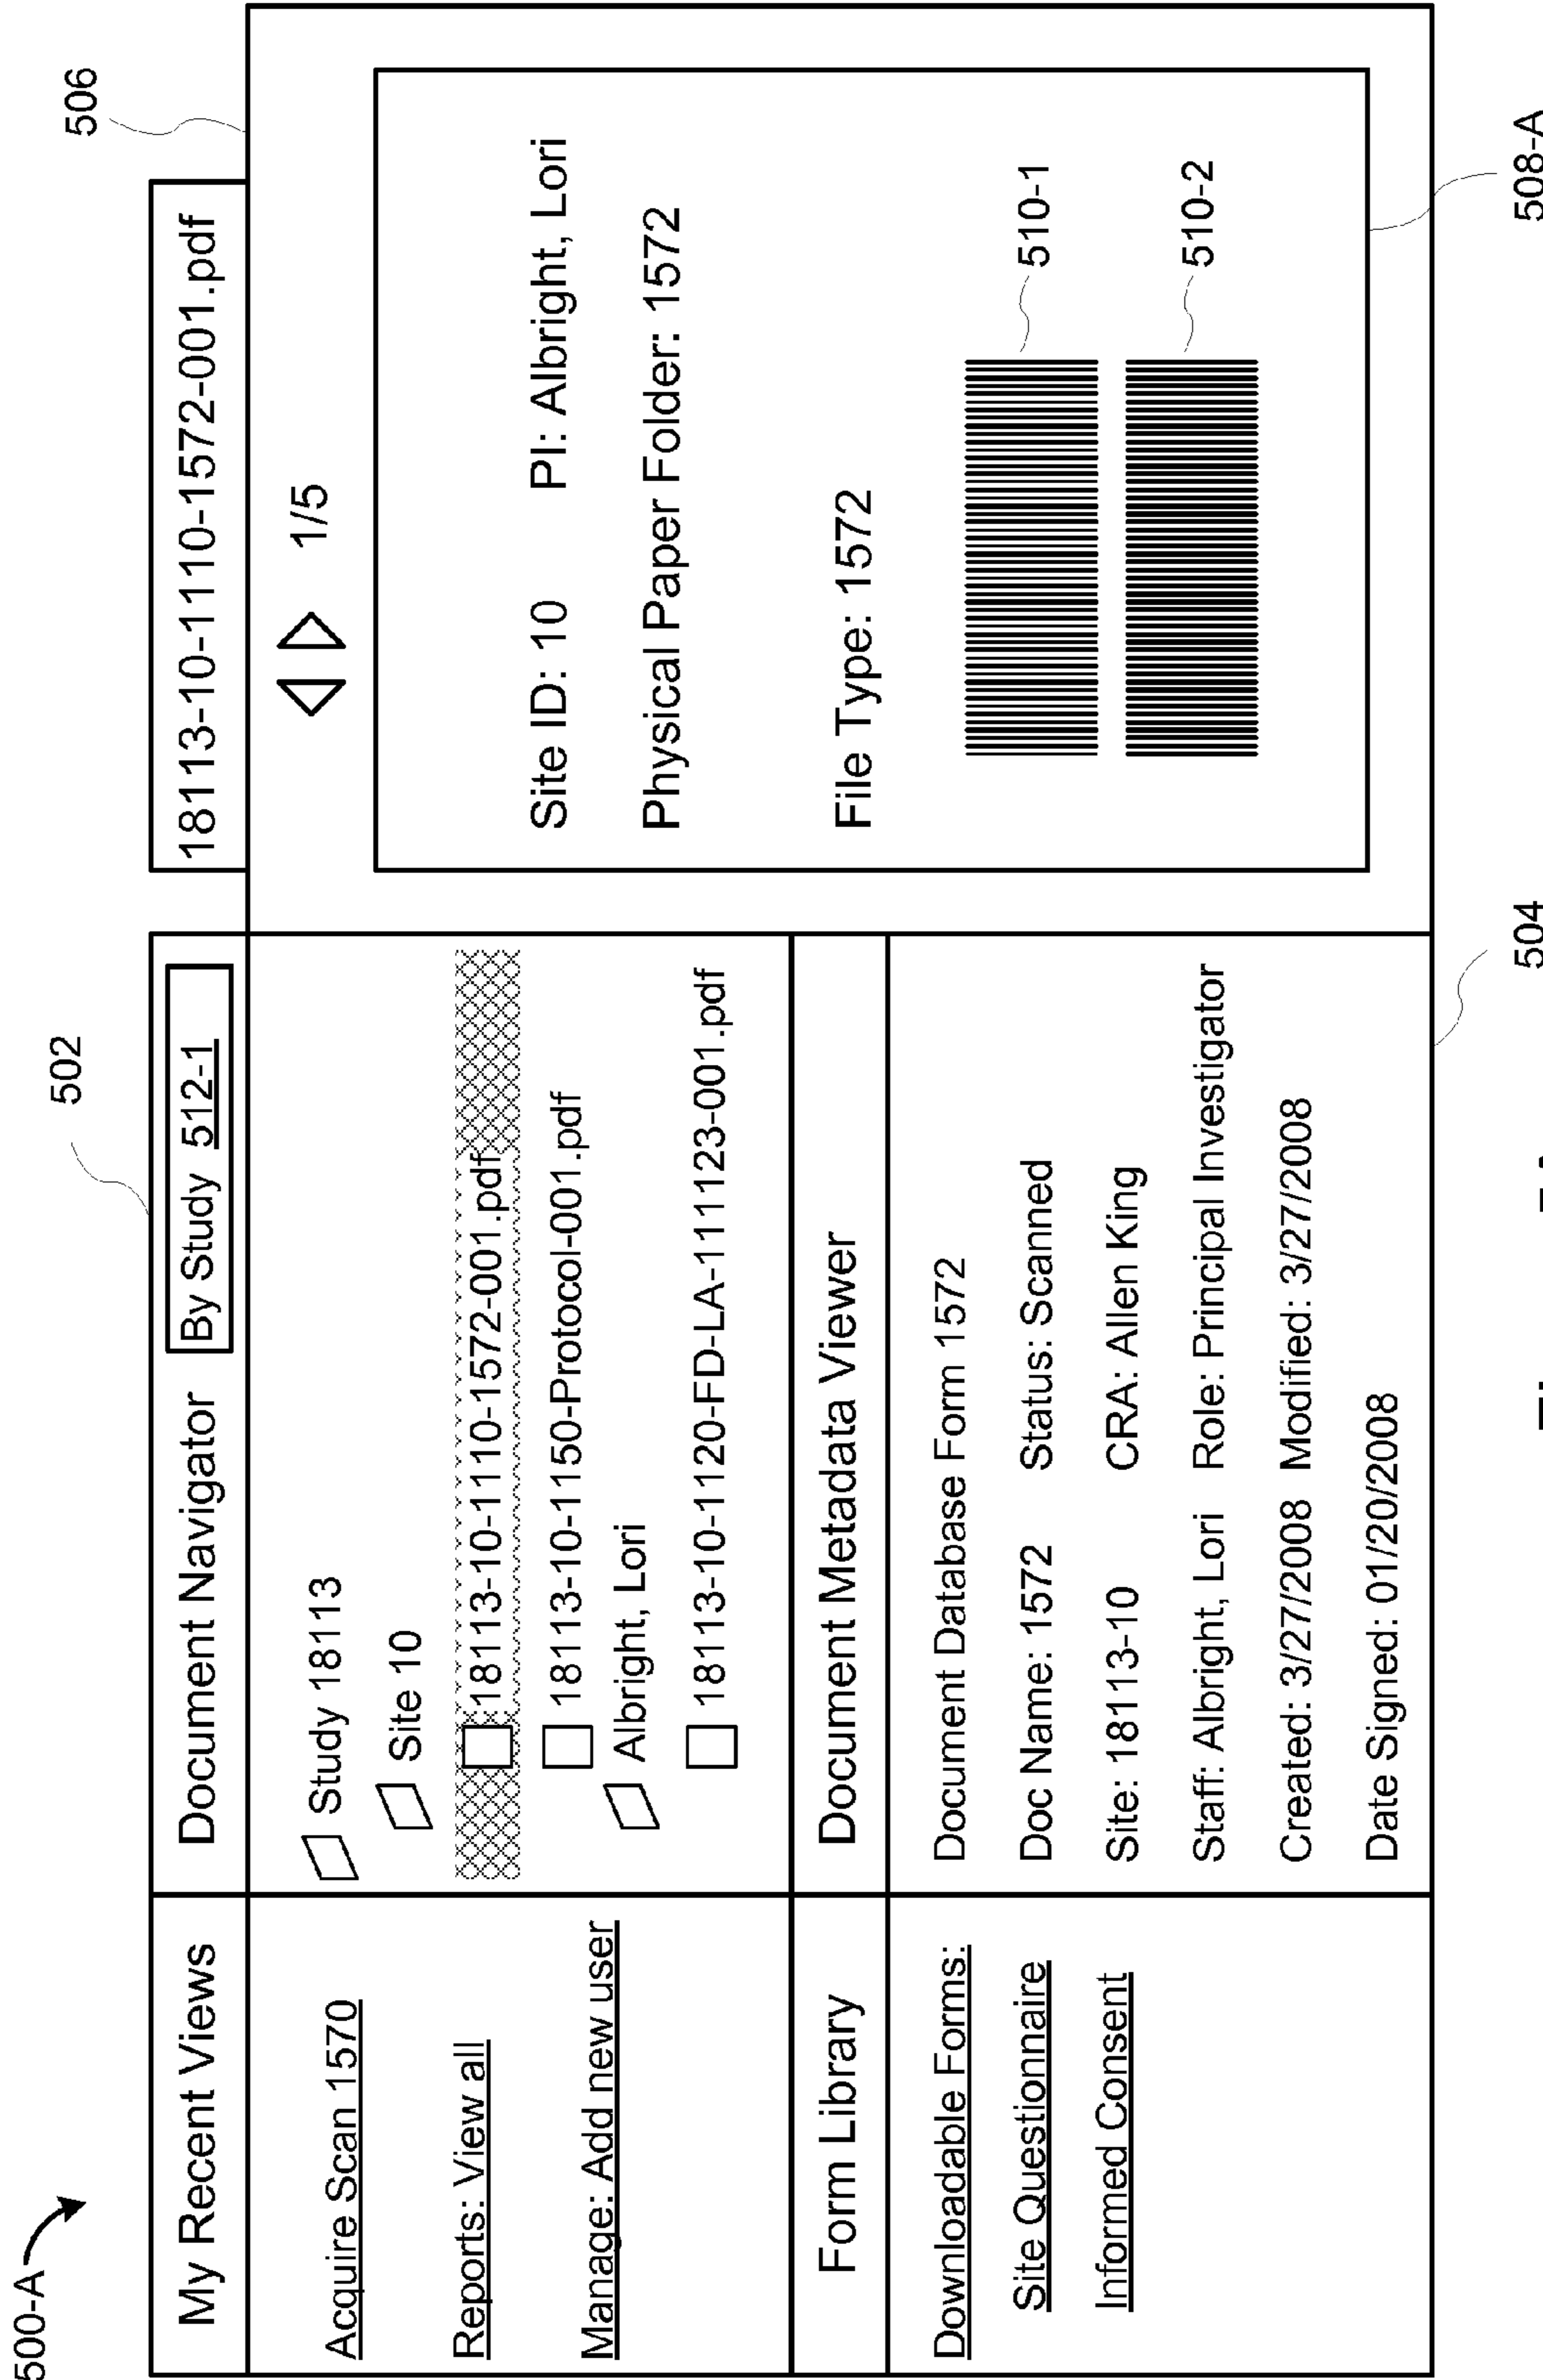 500-A
502
506
My Recent Views
Document Navigator
By Study 512-1
18113-10-1110-1572-001.pdf
Acquire Scan 1570
Reports: View all
Manage: Add new user
Study 18113
Site 10
18113-10-1110-1572-001.pdf
18113-10-1150-Protocol-001.pdf
Albright, Lori
18113-10-1120-FD-LA-111123-001.pdf
1/5
Site ID: 10 PI: Albright, Lori
Physical Paper Folder: 1572
File Type: 1572
510-1
510-2
Form Library
Document Metadata Viewer
Downloadable Forms:
Site Questionnaire
Informed Consent
Document Database Form 1572
Doc Name: 1572 Status: Scanned
Site: 18113-10 CRA: Allen King
Staff: Albright, Lori Role: Principal Investigator
Created: 3/27/2008 Modified: 3/27/2008
Date Signed: 01/20/2008
504
508-A